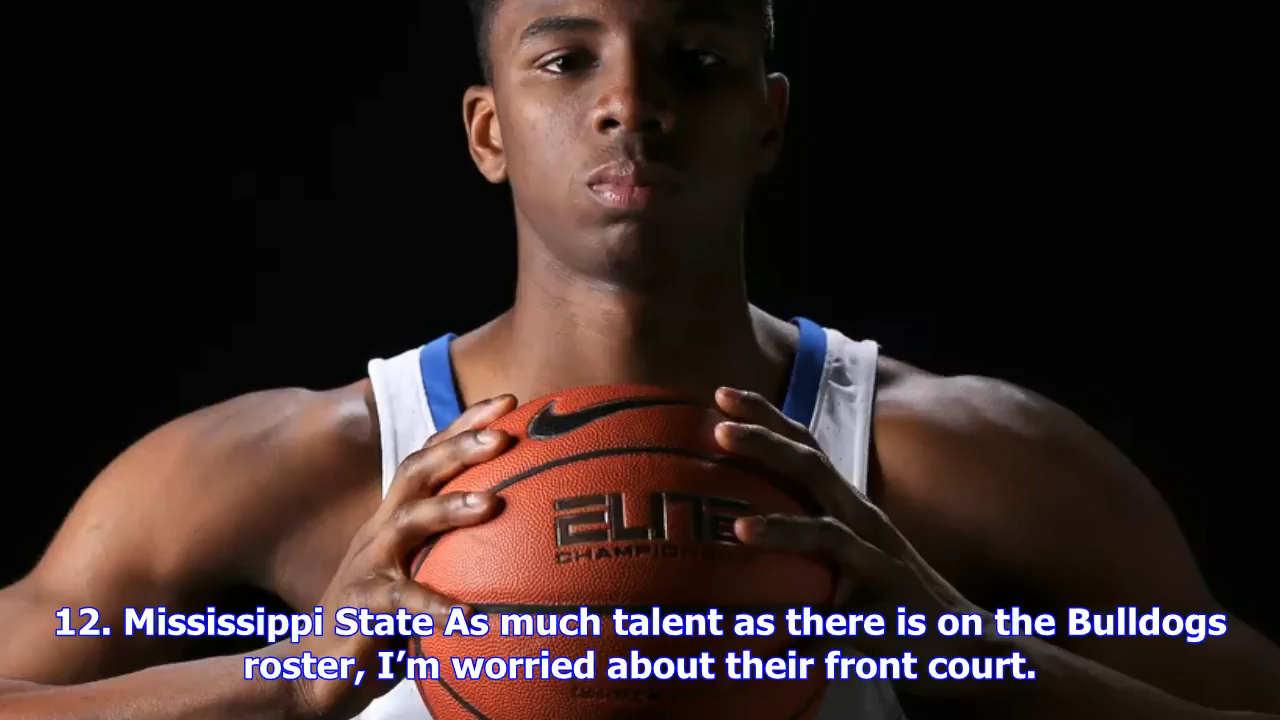 ELITE
12. Mississippi State As much talent as there is on the Bulldogs
roster, I’m worried about their front court.